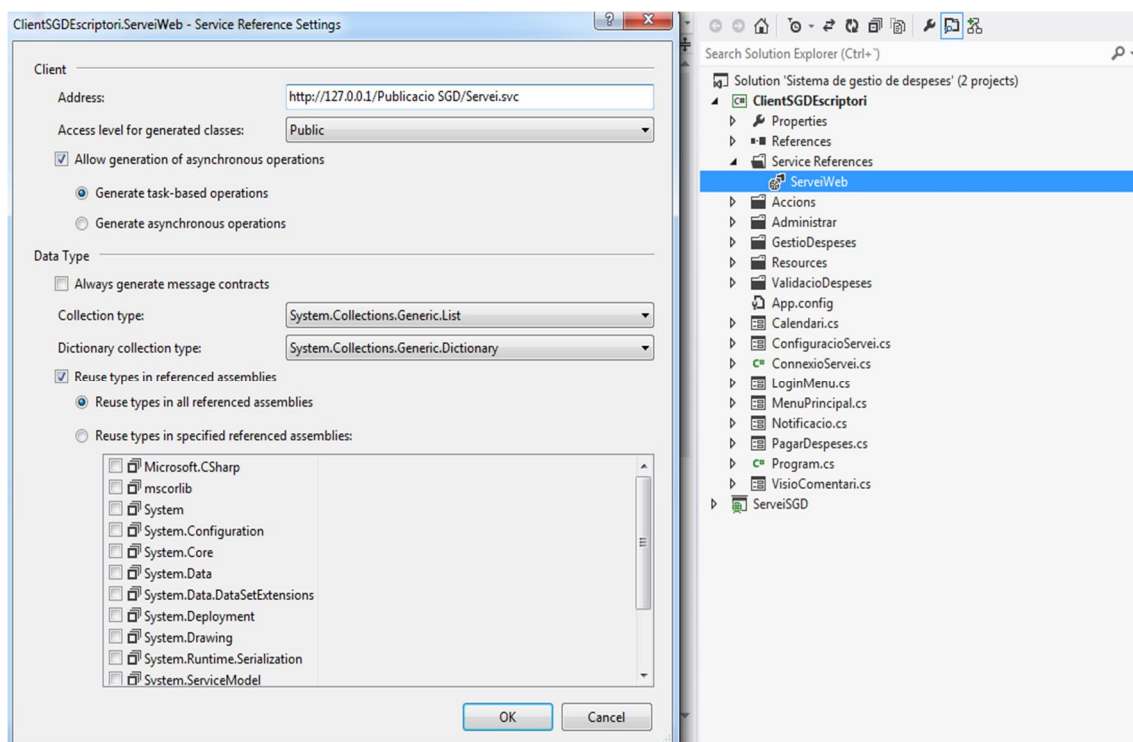 ClientSGDEscriptori.ServeiWeb - Service Reference Settings
Client
Address:
http://127.0.0.1/Publicacio SGD/Servei.svc
Access level for generated classes:
Public
Allow generation of asynchronous operations
Generate task-based operations
Generate asynchronous operations
Data Type
Always generate message contracts
Collection type:
System.Collections.Generic.List
Dictionary collection type:
System.Collections.Generic.Dictionary
Reuse types in referenced assemblies
Reuse types in all referenced assemblies
Reuse types in specified referenced assemblies:
Microsoft.CSharp
mscorlib
System
System.Configuration
System.Core
System.Data
System.Data.DataSetExtensions
System.Deployment
System.Drawing
System.Runtime.Serialization
System.ServiceModel
OK
Cancel
Search Solution Explorer (Ctrl+¨)
Solution 'Sistema de gestio de despeses' (2 projects)
C# ClientSGDEscriptori
Properties
References
Service References
ServeiWeb
Accions
Administrar
GestioDespeses
Resources
ValidacioDespeses
App.config
Calendari.cs
ConfiguracioServei.cs
C# ConnexioServei.cs
LoginMenu.cs
MenuPrincipal.cs
Notificacio.cs
PagarDespeses.cs
C# Program.cs
VisioComentari.cs
ServeiSGD